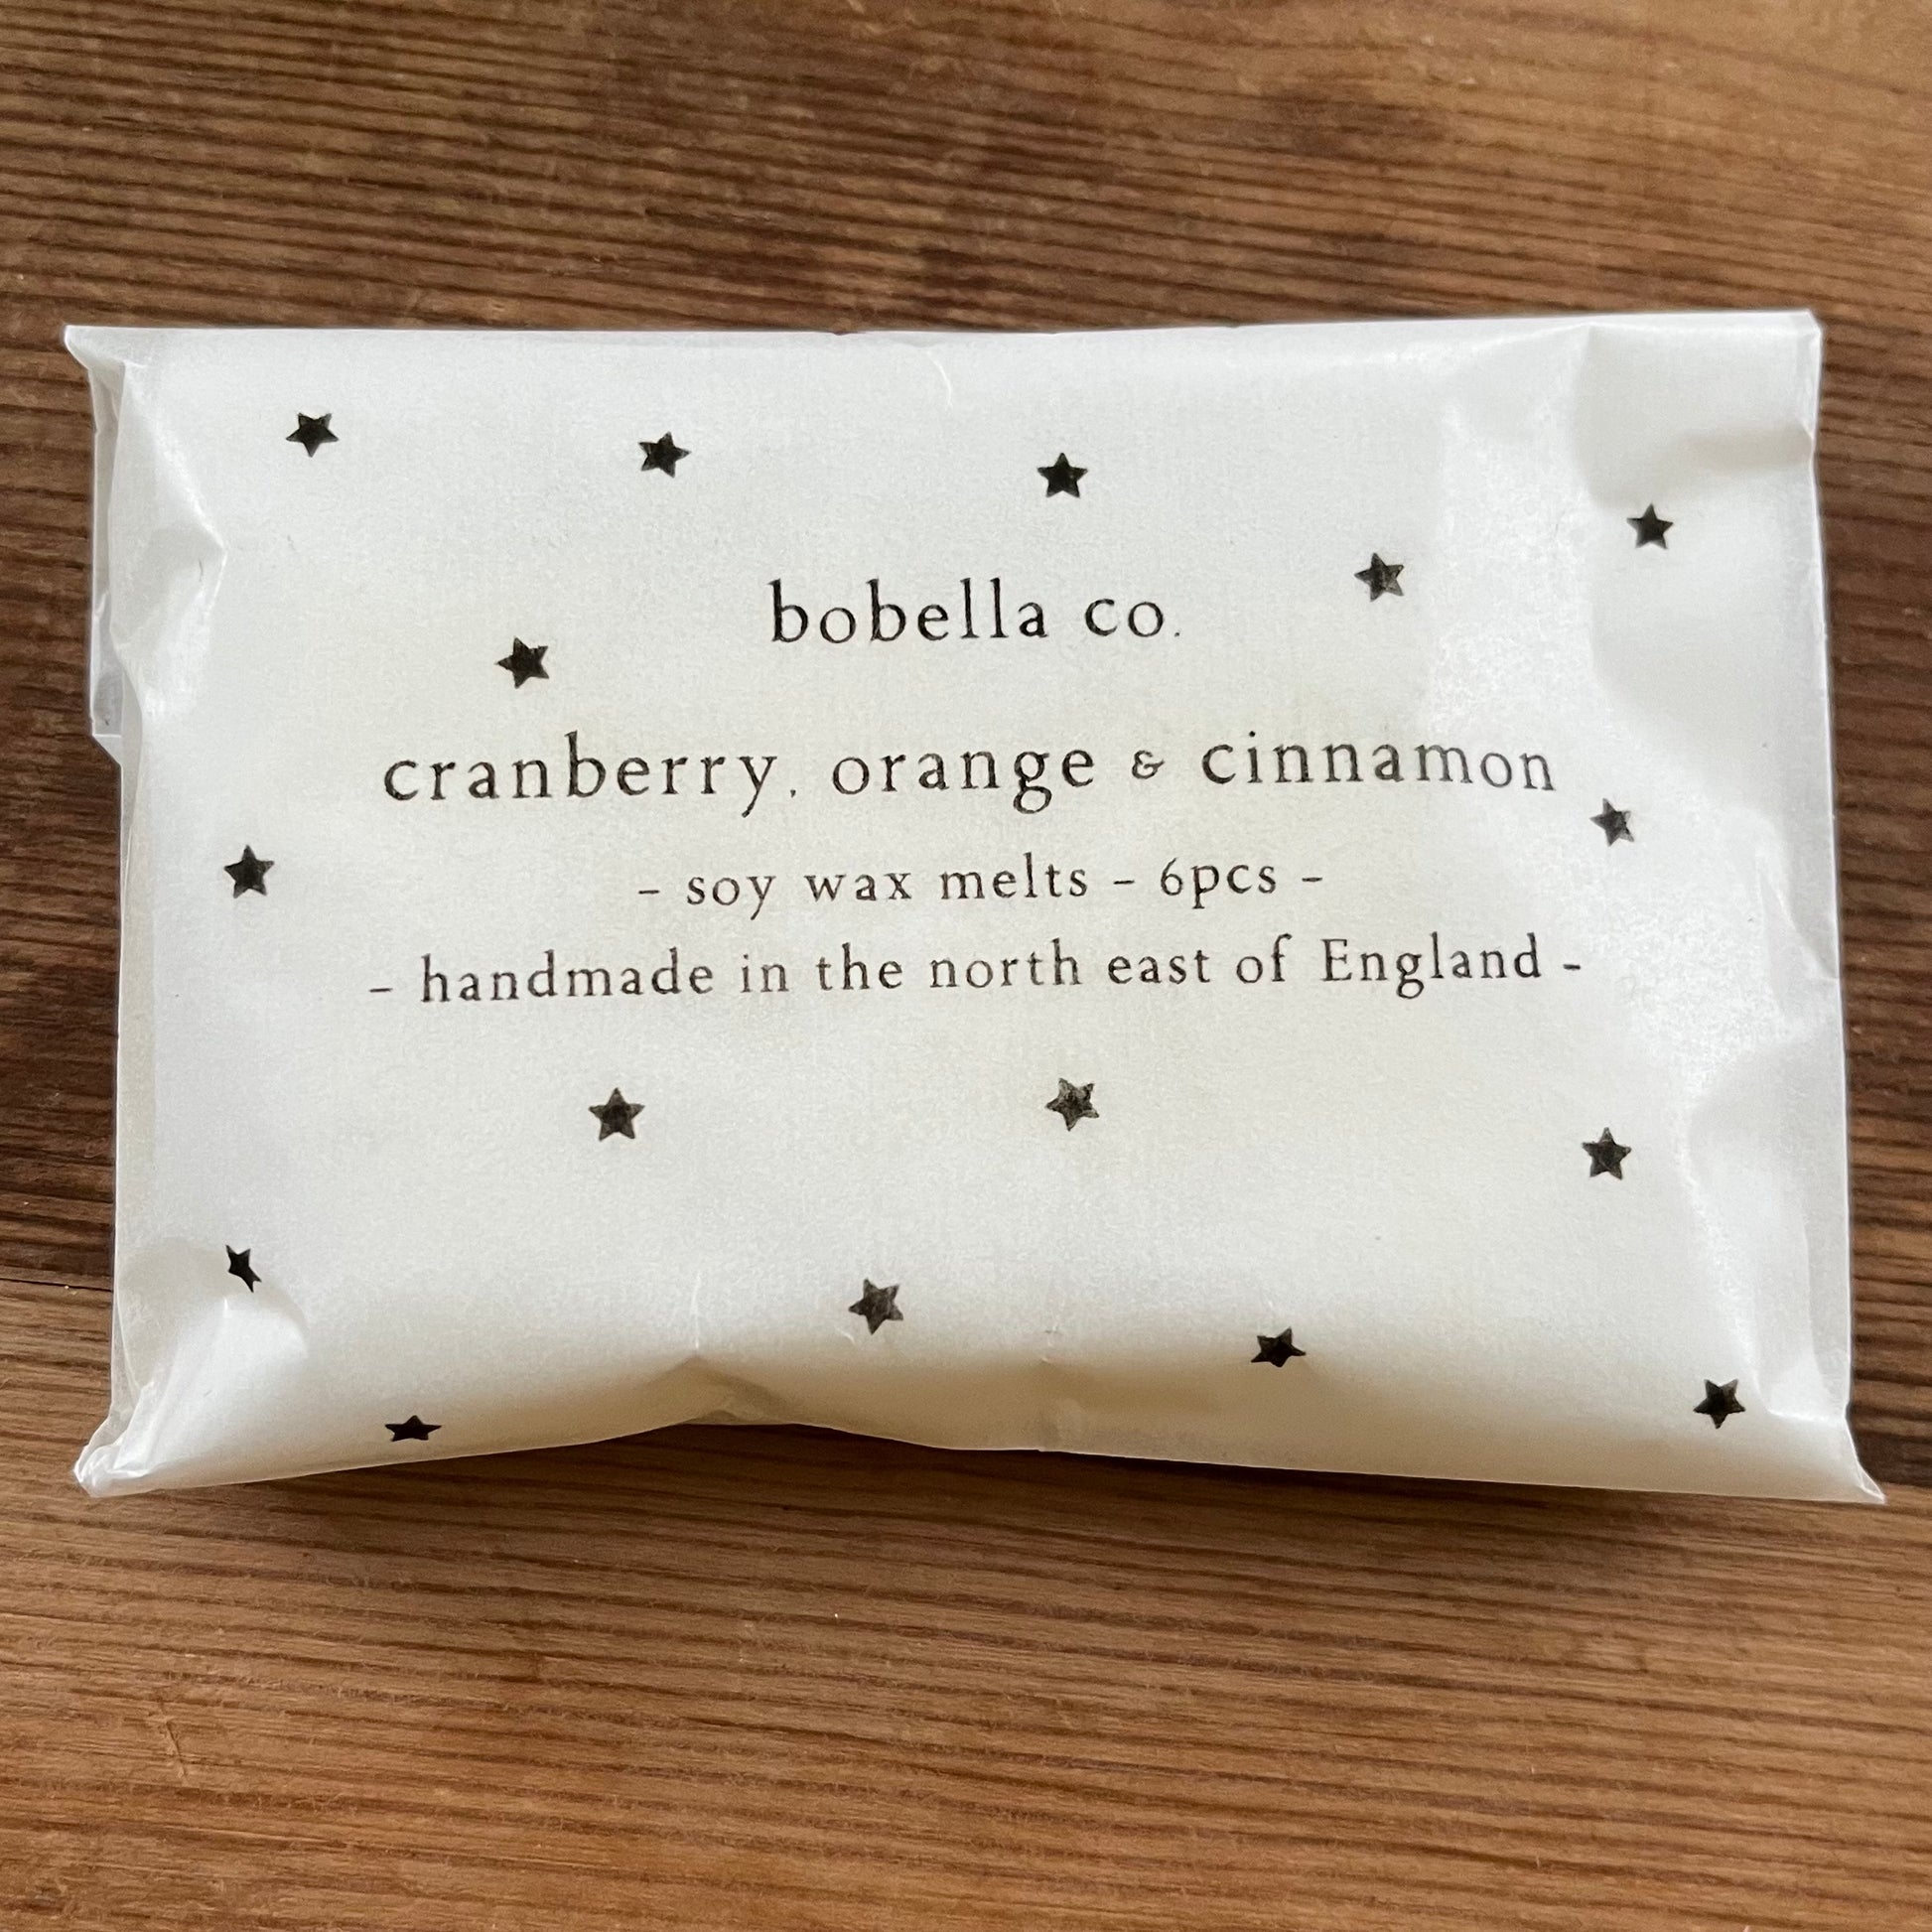 bobella co.
cranberry, orange & cinnamon
- soy wax melts - 6pcs -
- handmade in the north east of England -